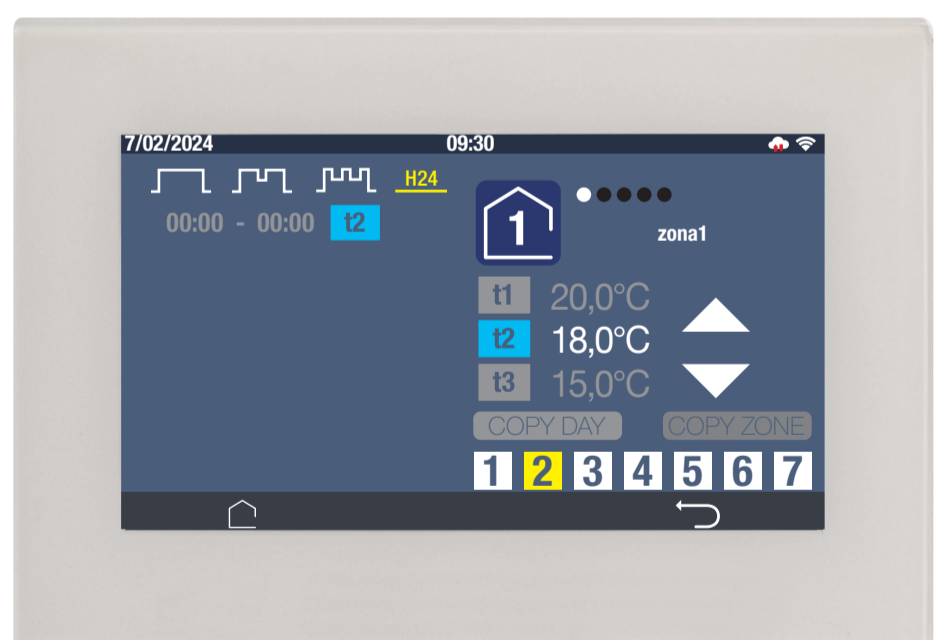 7/02/2024 09:30
H24
00:00 - 00:00 t2
1
zona1
t1 20,0°C
t2 18,0°C
t3 15,0°C
COPY DAY COPY ZONE
1 2 3 4 5 6 7